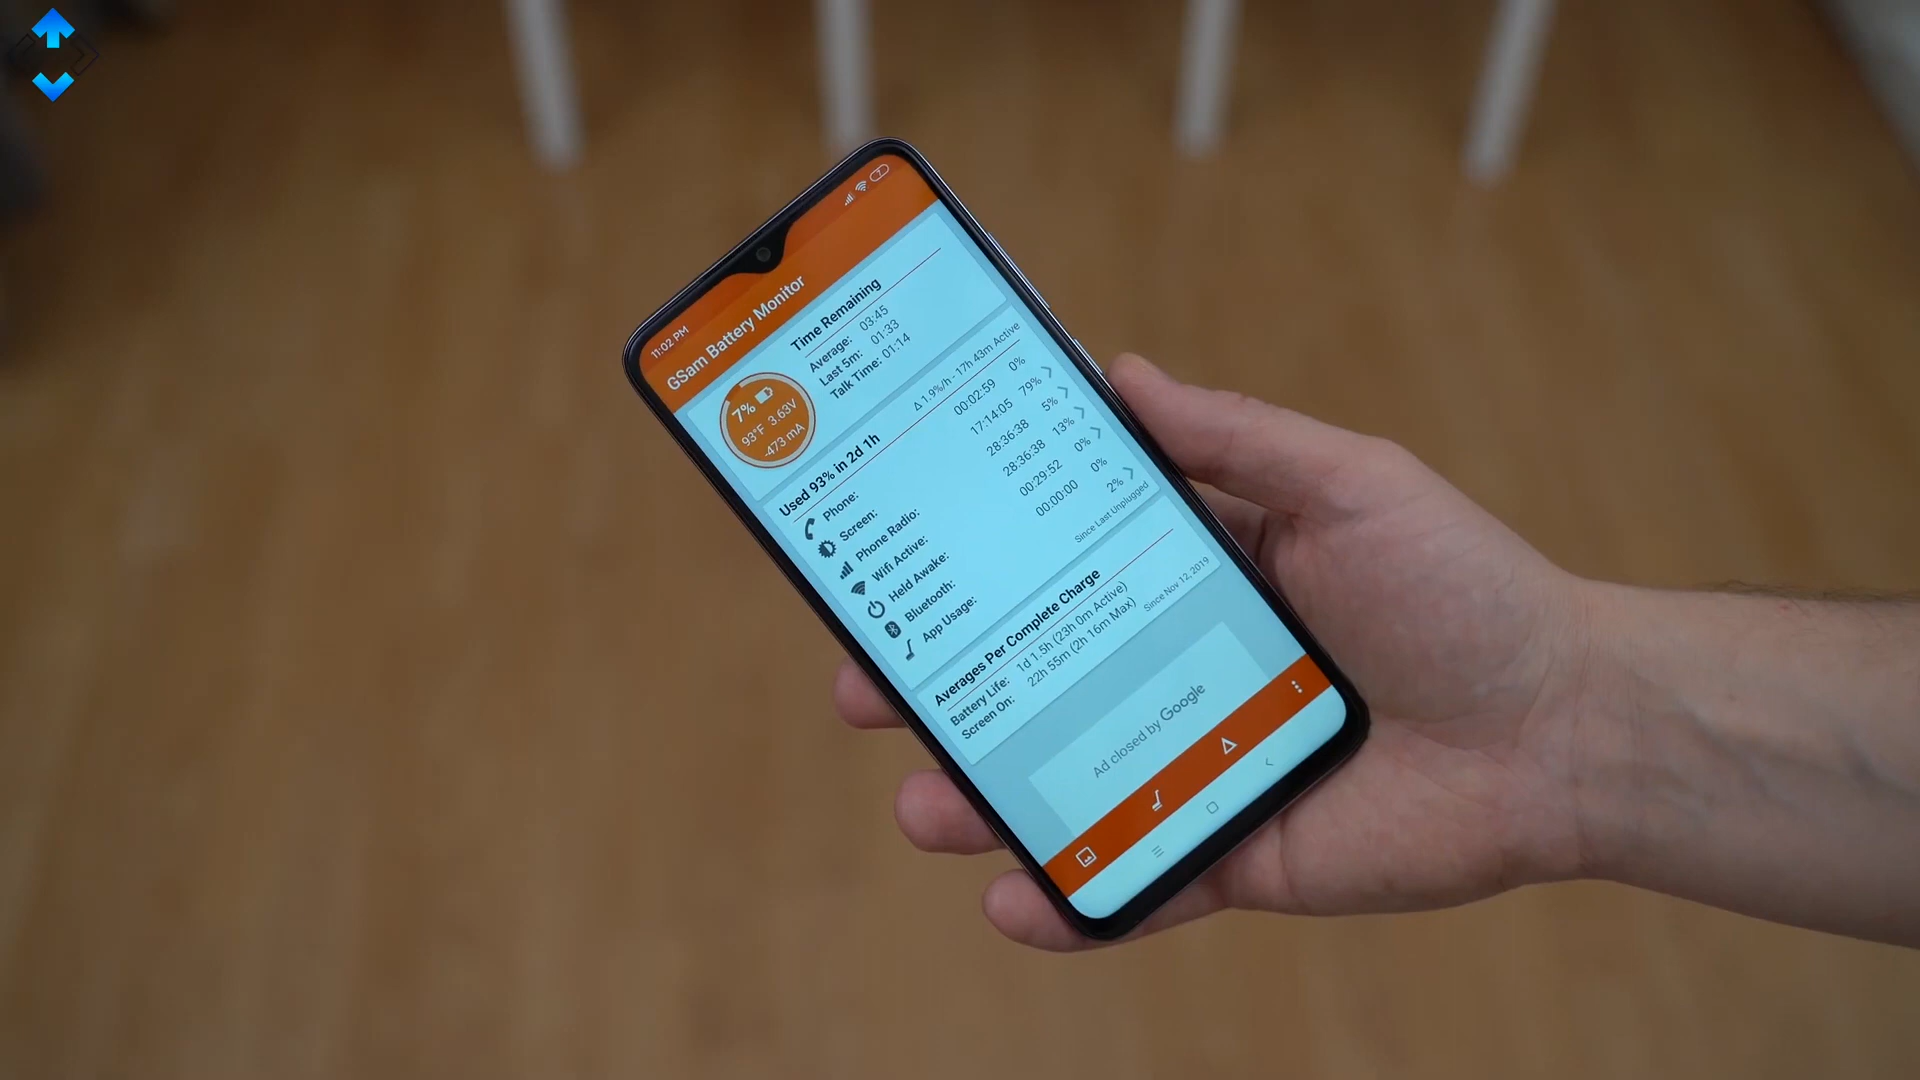 11:02 PM
7
GSam Battery Monitor
7%
93°F 3.63V
-473 mA
Time Remaining
Average: 03:45
Last 5m: 01:33
Talk Time: 01:14
Used 93% in 2d 1h
Δ 1.9%/h - 17h 43m Active
Phone: 00:02:59 0%
Screen: 17:14:05 79%
Phone Radio: 28:36:38 5%
Wifi Active: 28:36:38 13%
Held Awake: 00:29:52 0%
Bluetooth: 00:00:00 0%
App Usage: 2%
Since Last Unplugged
Averages Per Complete Charge
Battery Life: 1d 1.5h (23h 0m Active)
Screen On: 22h 55m (2h 16m Max)
Since Nov 12, 2019
Ad closed by Google